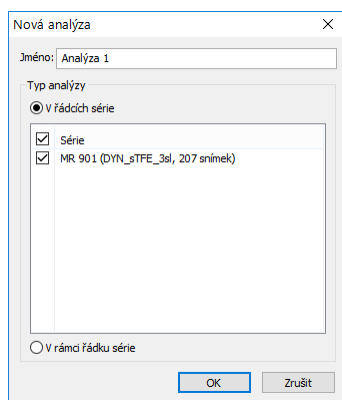 Nová analýza
Jméno: Analýza 1
Typ analýzy
V řádcích série
Série
MR 901 (DYN_sTFE_3sl, 207 snímek)
V rámci řádku série
OK Zrušit